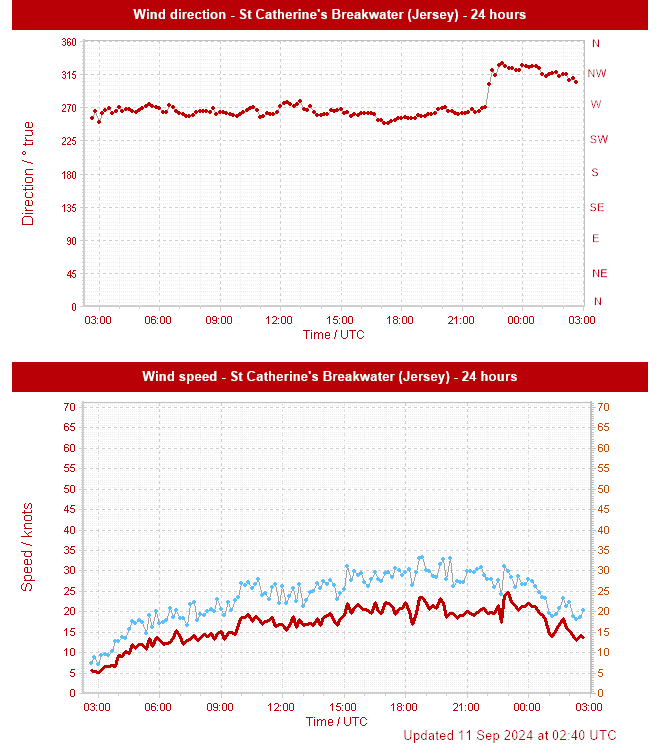 Wind direction - St Catherine's Breakwater (Jersey) - 24 hours
360 N
315 NW
270 W
225 SW
180 S
135 SE
90 E
45 NE
0 N
Direction / ° true
03:00 06:00 09:00 12:00 15:00 18:00 21:00 00:00 03:00
Time / UTC
Wind speed - St Catherine's Breakwater (Jersey) - 24 hours
70 70
65 65
60 60
55 55
50 50
45 45
40 40
35 35
30 30
25 25
20 20
15 15
10 10
5 5
0 0
Speed / knots
03:00 06:00 09:00 12:00 15:00 18:00 21:00 00:00 03:00
Time / UTC
Updated 11 Sep 2024 at 02:40 UTC